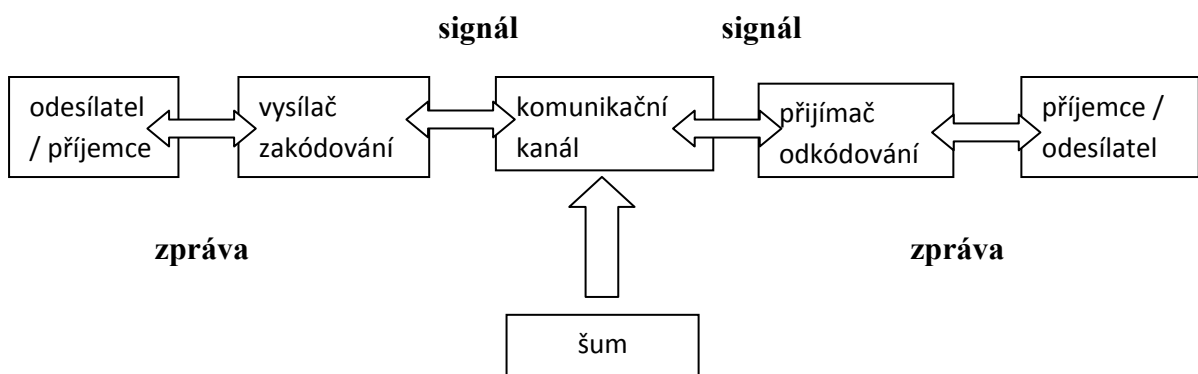 signál
signál
odesílatel
/ příjemce
vysílač
zakódování
komunikační
kanál
přijímač
odkódování
příjemce /
odesílatel
zpráva
zpráva
šum